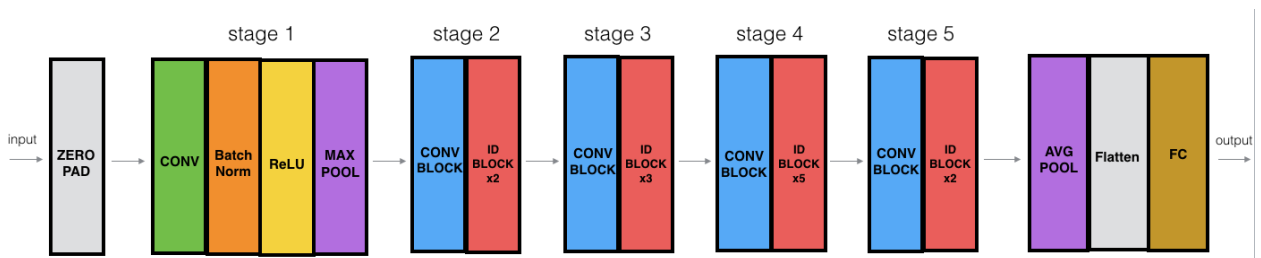 stage 1
stage 2
stage 3
stage 4
stage 5
input
ZERO
PAD
CONV
Batch
Norm
ReLU
MAX
POOL
CONV
BLOCK
ID
BLOCK
x2
CONV
BLOCK
ID
BLOCK
x3
CONV
BLOCK
ID
BLOCK
x5
CONV
BLOCK
ID
BLOCK
x2
AVG
POOL
Flatten
FC
output